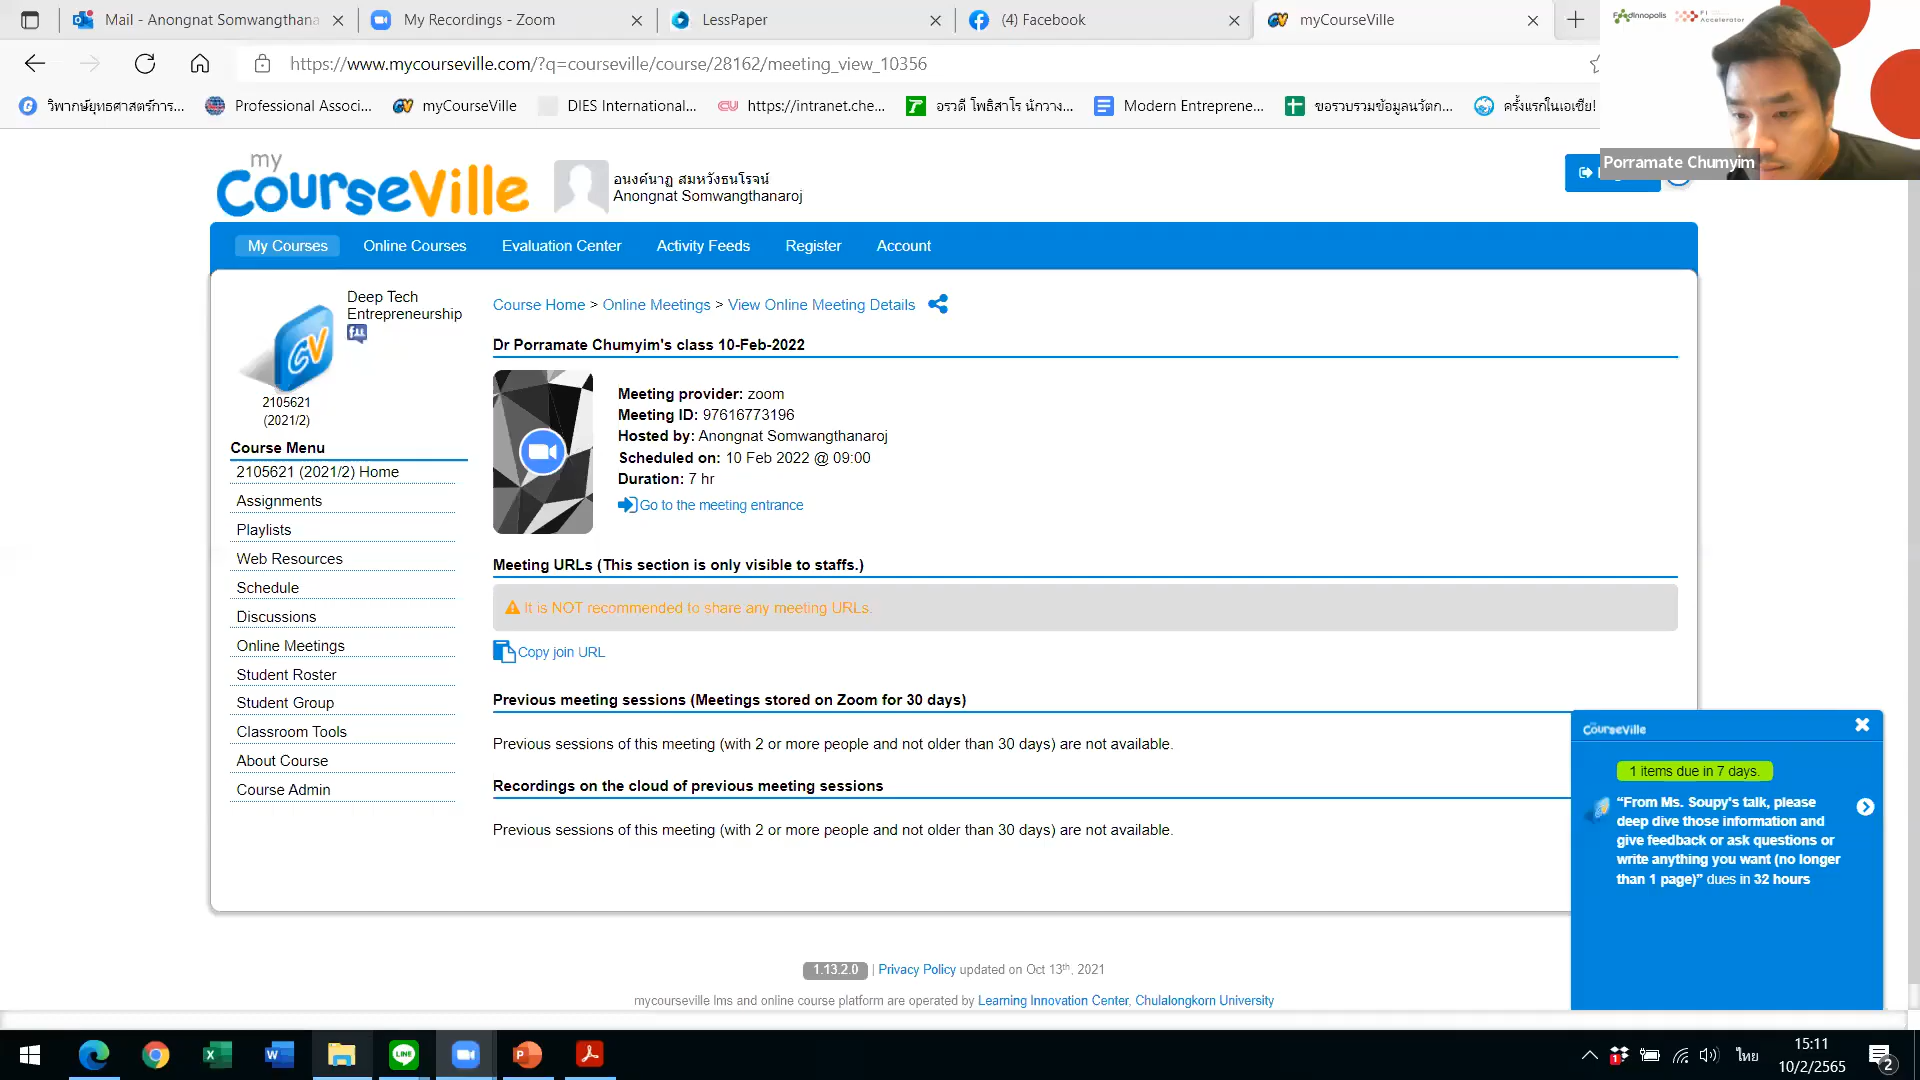 Mail - Anongnat Somwangthana
My Recordings - Zoom
LessPaper
(4) Facebook
myCourseVille
https://www.mycourseville.com/?q=courseville/course/28162/meeting_view_10356
วิพากษ์ยุทธศาสตร์การ...
Professional Associ...
myCourseVille
DIES International...
https://intranet.che...
อรวดี โพธิสาโร นักวาง...
Modern Entreprene...
ขอรวบรวมข้อมูลนวัตก...
ครั้งแรกในเอเซีย!
Foodinnopolis
Accelerator
Porramate Chumyim
my
CourseVille
อนงค์นาฏ สมหวังธนโรจน์
Anongnat Somwangthanaroj
My Courses
Online Courses
Evaluation Center
Activity Feeds
Register
Account
Deep Tech
Entrepreneurship
2105621
(2021/2)
Course Menu
2105621 (2021/2) Home
Assignments
Playlists
Web Resources
Schedule
Discussions
Online Meetings
Student Roster
Student Group
Classroom Tools
About Course
Course Admin
Course Home > Online Meetings > View Online Meeting Details
Dr Porramate Chumyim's class 10-Feb-2022
Meeting provider: zoom
Meeting ID: 97616773196
Hosted by: Anongnat Somwangthanaroj
Scheduled on: 10 Feb 2022 @ 09:00
Duration: 7 hr
Go to the meeting entrance
Meeting URLs (This section is only visible to staffs.)
It is NOT recommended to share any meeting URLs.
Copy join URL
Previous meeting sessions (Meetings stored on Zoom for 30 days)
Previous sessions of this meeting (with 2 or more people and not older than 30 days) are not available.
Recordings on the cloud of previous meeting sessions
Previous sessions of this meeting (with 2 or more people and not older than 30 days) are not available.
CourseVille
1 items due in 7 days.
“From Ms. Soupy's talk, please
deep dive those information and
give feedback or ask questions or
write anything you want (no longer
than 1 page)” dues in 32 hours
1.13.2.0 | Privacy Policy updated on Oct 13th, 2021
mycourseville lms and online course platform are operated by Learning Innovation Center, Chulalongkorn University
ไทย
15:11
10/2/2565
2